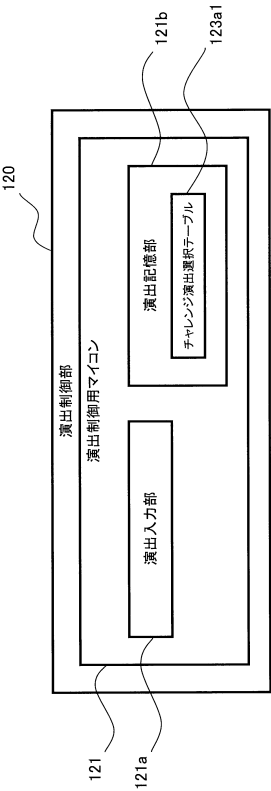 120
演出制御部
演出制御用マイコン
121
演出入力部
121a
演出記憶部
121b
チャレンジ演出選択テーブル
123a1